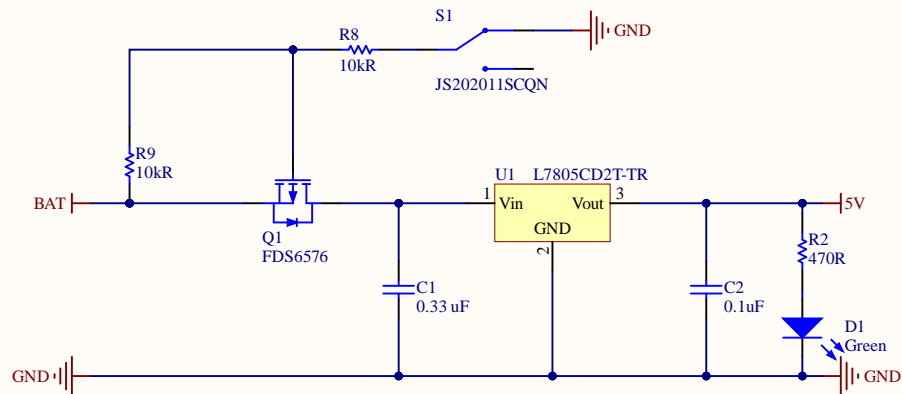 S1
R8
GND
10kR
JS202011SCQN
R9
10kR
U1 L7805CD2T-TR
BAT
1 Vin Vout 3
5V
GND
2
Q1
FDS6576
R2
470R
C1
0.33 uF
C2
0.1uF
D1
Green
GND
GND